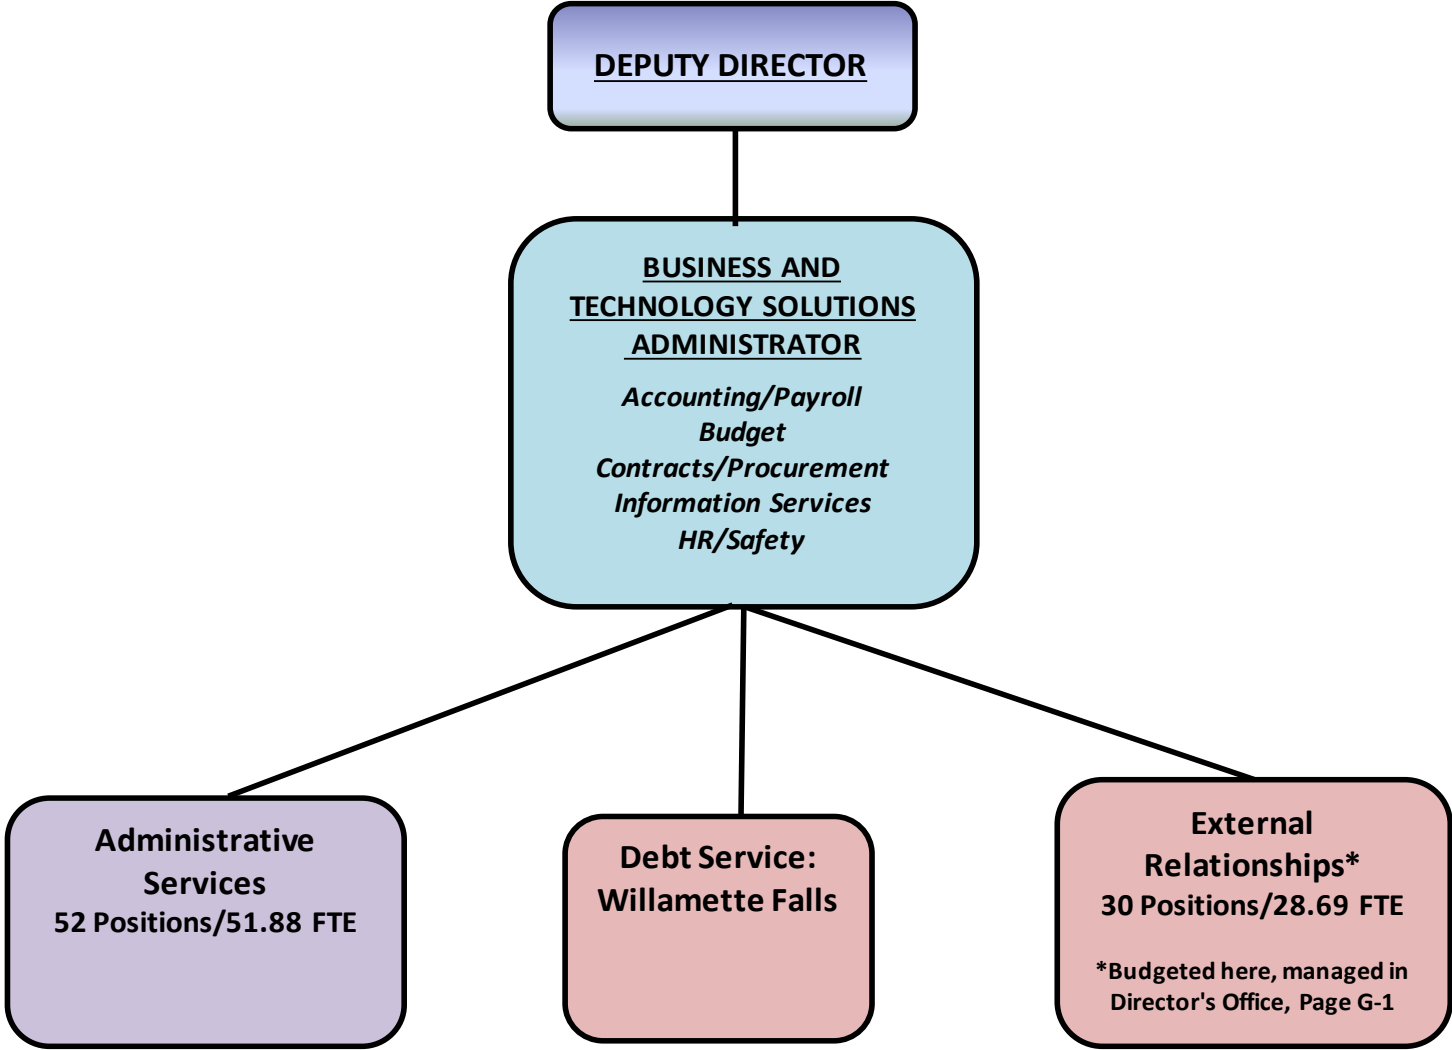 DEPUTY DIRECTOR
BUSINESS AND
TECHNOLOGY SOLUTIONS
ADMINISTRATOR
Accounting/Payroll
Budget
Contracts/Procurement
Information Services
HR/Safety
Administrative
Services
52 Positions/51.88 FTE
Debt Service:
Willamette Falls
External
Relationships*
30 Positions/28.69 FTE
*Budgeted here, managed in
Director's Office, Page G-1